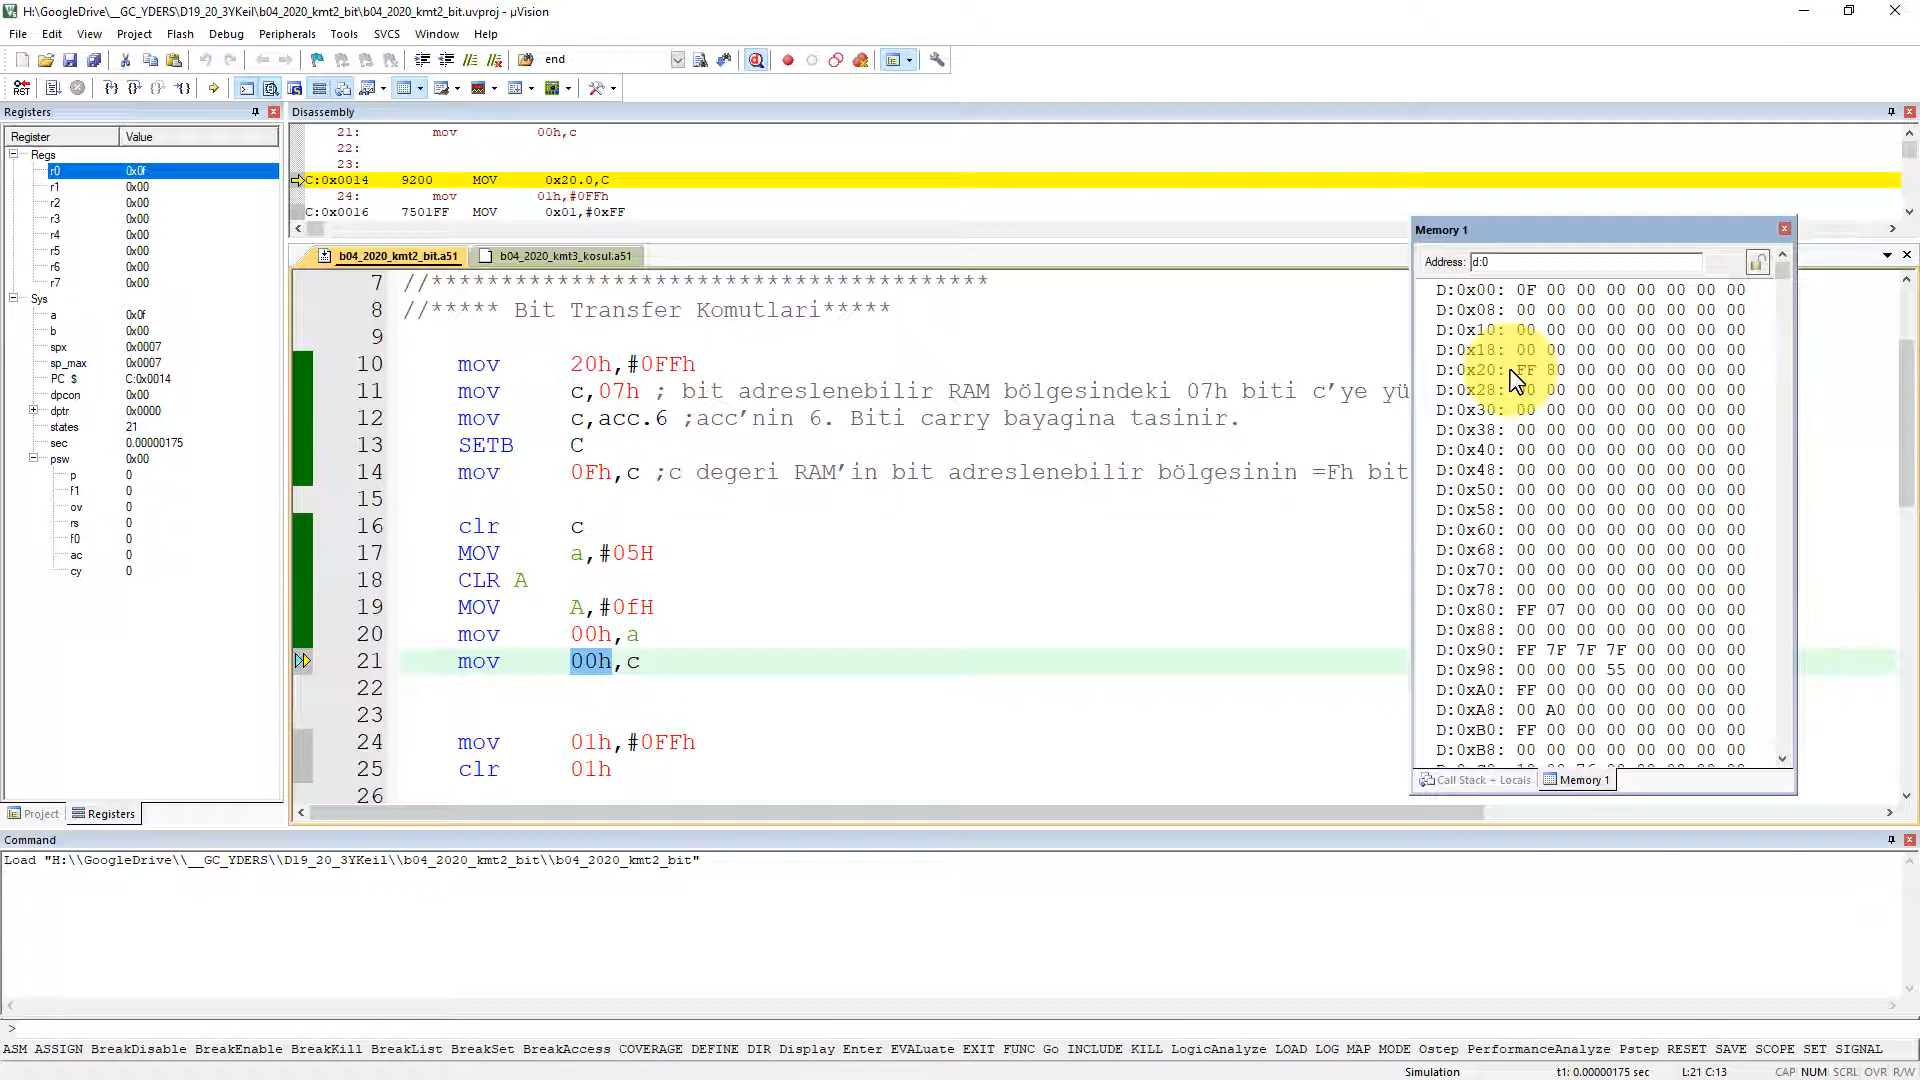 H:\GoogleDrive\__GC_YDERS\D19_20_3YKeil\b04_2020_kmt2_bit\b04_2020_kmt2_bit.uvproj - µVision
File Edit View Project Flash Debug Peripherals Tools SVCS Window Help
end
Registers
Register Value
Regs
r0 0x0f
r1 0x00
r2 0x00
r3 0x00
r4 0x00
r5 0x00
r6 0x00
r7 0x00
Sys
a 0x0f
b 0x00
spx 0x0007
sp_max 0x0007
PC $ C:0x0014
dpcon 0x00
dptr 0x0000
states 21
sec 0.00000175
psw 0x00
p 0
f1 0
ov 0
rs 0
f0 0
ac 0
cy 0
Project Registers
Disassembly
21: mov 00h,c
22:
23:
C:0x0014 9200 MOV 0x20.0,C
24: mov 01h,#0FFh
C:0x0016 7501FF MOV 0x01,#0xFF
b04_2020_kmt2_bit.a51 b04_2020_kmt3_kosul.a51
7 //****************************************
8 //***** Bit Transfer Komutlari*****
9
10 mov 20h,#0FFh
11 mov c,07h ; bit adreslenebilir RAM bölgesindeki 07h biti c’ye yü
12 mov c,acc.6 ;acc’nin 6. Biti carry bayagina tasinir.
13 SETB C
14 mov 0Fh,c ;c degeri RAM’in bit adreslenebilir bölgesinin =Fh bit
15
16 clr c
17 MOV a,#05H
18 CLR A
19 MOV A,#0fH
20 mov 00h,a
21 mov 00h,c
22
23
24 mov 01h,#0FFh
25 clr 01h
26
Memory 1
Address: d:0
D:0x00: 0F 00 00 00 00 00 00 00
D:0x08: 00 00 00 00 00 00 00 00
D:0x10: 00 00 00 00 00 00 00 00
D:0x18: 00 00 00 00 00 00 00 00
D:0x20: FF 80 00 00 00 00 00 00
D:0x28: 00 00 00 00 00 00 00 00
D:0x30: 00 00 00 00 00 00 00 00
D:0x38: 00 00 00 00 00 00 00 00
D:0x40: 00 00 00 00 00 00 00 00
D:0x48: 00 00 00 00 00 00 00 00
D:0x50: 00 00 00 00 00 00 00 00
D:0x58: 00 00 00 00 00 00 00 00
D:0x60: 00 00 00 00 00 00 00 00
D:0x68: 00 00 00 00 00 00 00 00
D:0x70: 00 00 00 00 00 00 00 00
D:0x78: 00 00 00 00 00 00 00 00
D:0x80: FF 07 00 00 00 00 00 00
D:0x88: 00 00 00 00 00 00 00 00
D:0x90: FF 7F 7F 7F 00 00 00 00
D:0x98: 00 00 00 55 00 00 00 00
D:0xA0: FF 00 00 00 00 00 00 00
D:0xA8: 00 A0 00 00 00 00 00 00
D:0xB0: FF 00 00 00 00 00 00 00
D:0xB8: 00 00 00 00 00 00 00 00
Call Stack + Locals Memory 1
Command
Load "H:\\GoogleDrive\\__GC_YDERS\\D19_20_3YKeil\\b04_2020_kmt2_bit\\b04_2020_kmt2_bit"
>
ASM ASSIGN BreakDisable BreakEnable BreakKill BreakList BreakSet BreakAccess COVERAGE DEFINE DIR Display Enter EVALuate EXIT FUNC Go INCLUDE KILL LogicAnalyze LOAD LOG MAP MODE Ostep PerformanceAnalyze Pstep RESET SAVE SCOPE SET SIGNAL
Simulation t1: 0.00000175 sec L:21 C:13 CAP NUM SCRL OVR R/W